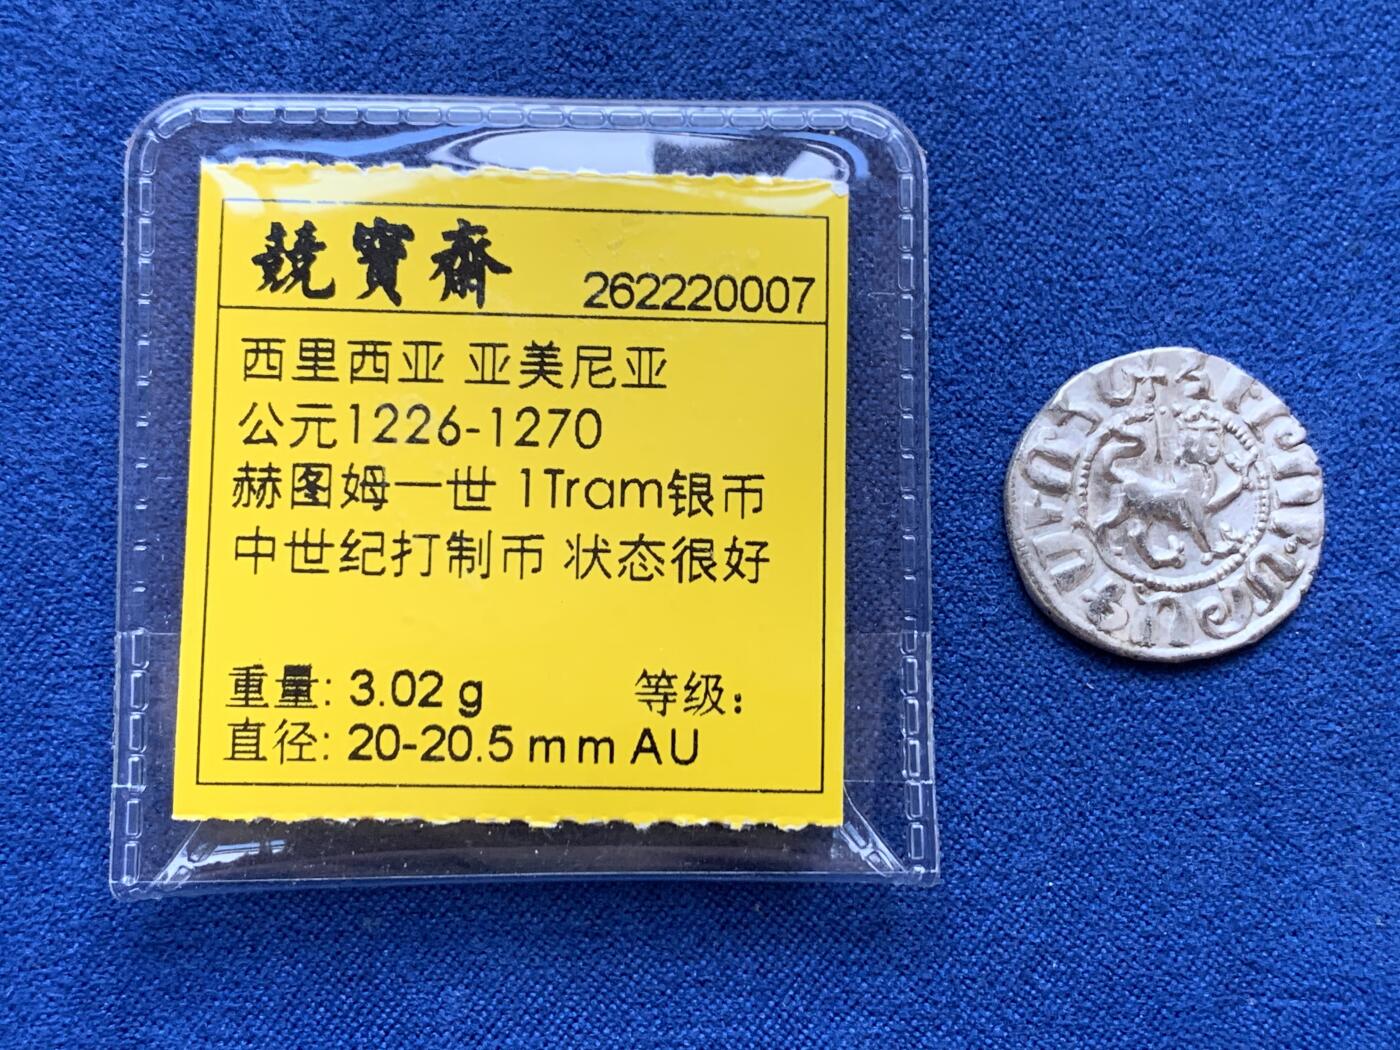 競寶齋 262220007
西里西亚 亚美尼亚
公元1226-1270
赫图姆一世 1Tram银币
中世纪打制币 状态很好
重量: 3.02 g 等级:
直径: 20-20.5 mm AU